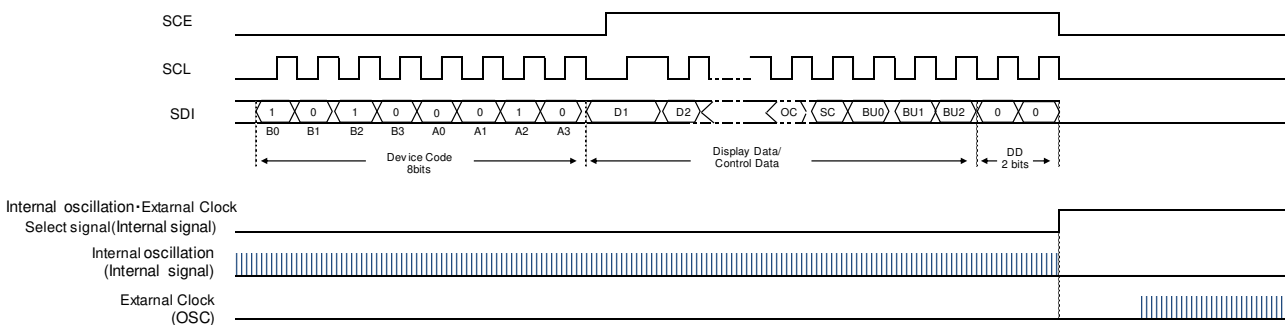 SCE
SCL
SDI
1 0 1 0 0 0 1 0 D1 D2 OC SC BU0 BU1 BU2 0 0
B0 B1 B2 B3 A0 A1 A2 A3
Device Code
8bits
Display Data/
Control Data
DD
2 bits
Internal oscillation・Extarnal Clock
Select signal(Internal signal)
Internal oscillation
(Internal signal)
Extarnal Clock
(OSC)